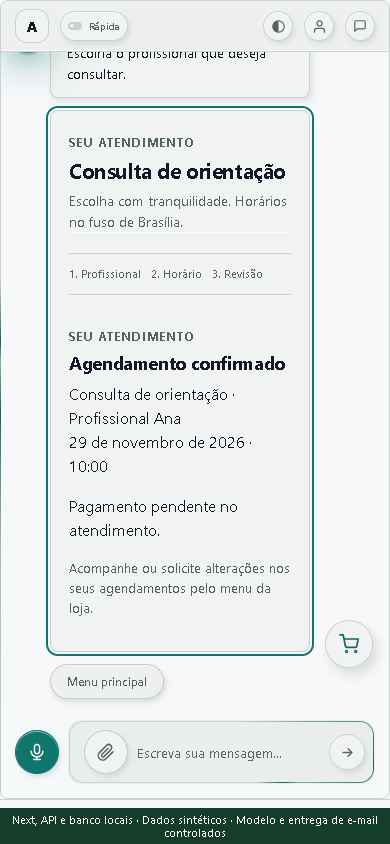 A
Rápida
Escolha o profissional que deseja
consultar.
SEU ATENDIMENTO
Consulta de orientação
Escolha com tranquilidade. Horários
no fuso de Brasília.
1. Profissional 2. Horário 3. Revisão
SEU ATENDIMENTO
Agendamento confirmado
Consulta de orientação ·
Profissional Ana
29 de novembro de 2026 ·
10:00
Pagamento pendente no
atendimento.
Acompanhe ou solicite alterações nos
seus agendamentos pelo menu da
loja.
Menu principal
Escreva sua mensagem...
Next, API e banco locais · Dados sintéticos · Modelo e entrega de e-mail
controlados